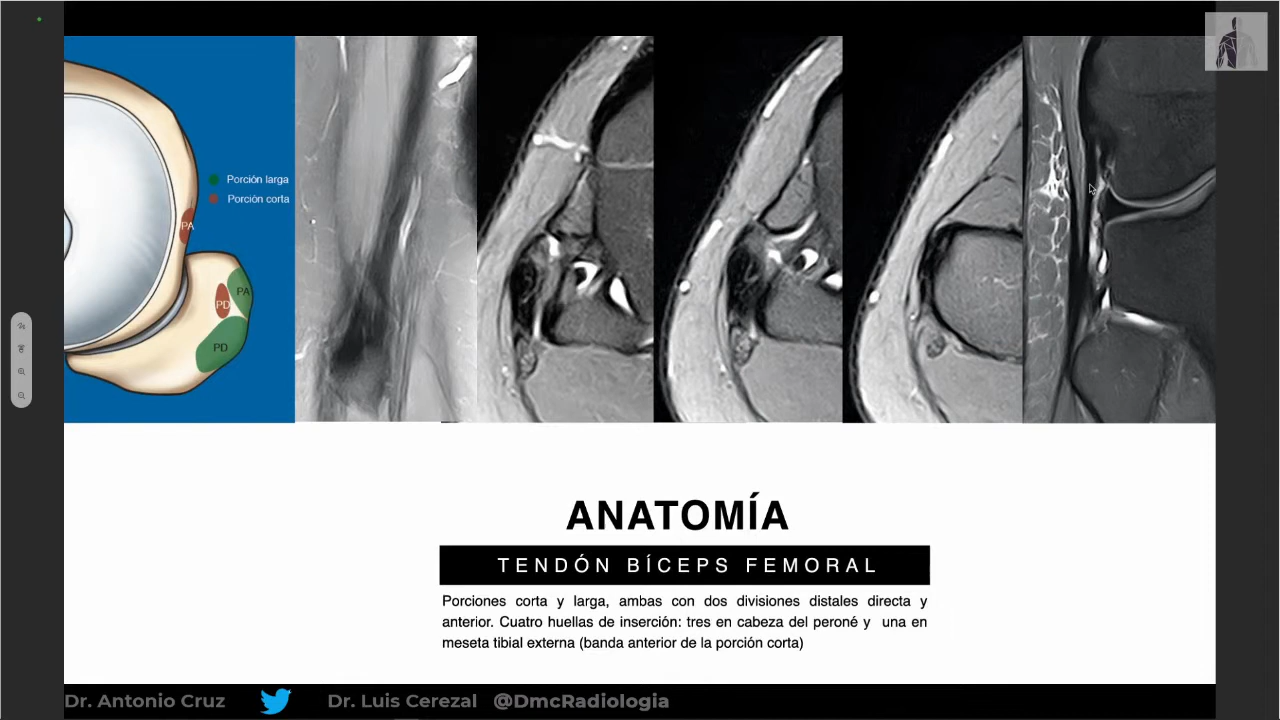 Porción larga
Porción corta
PA
PA
PD
PD
ANATOMÍA
TENDÓN BÍCEPS FEMORAL
Porciones corta y larga, ambas con dos divisiones distales directa y
anterior. Cuatro huellas de inserción: tres en cabeza del peroné y una en
meseta tibial externa (banda anterior de la porción corta)
Dr. Antonio Cruz Dr. Luis Cerezal @DmcRadiologia